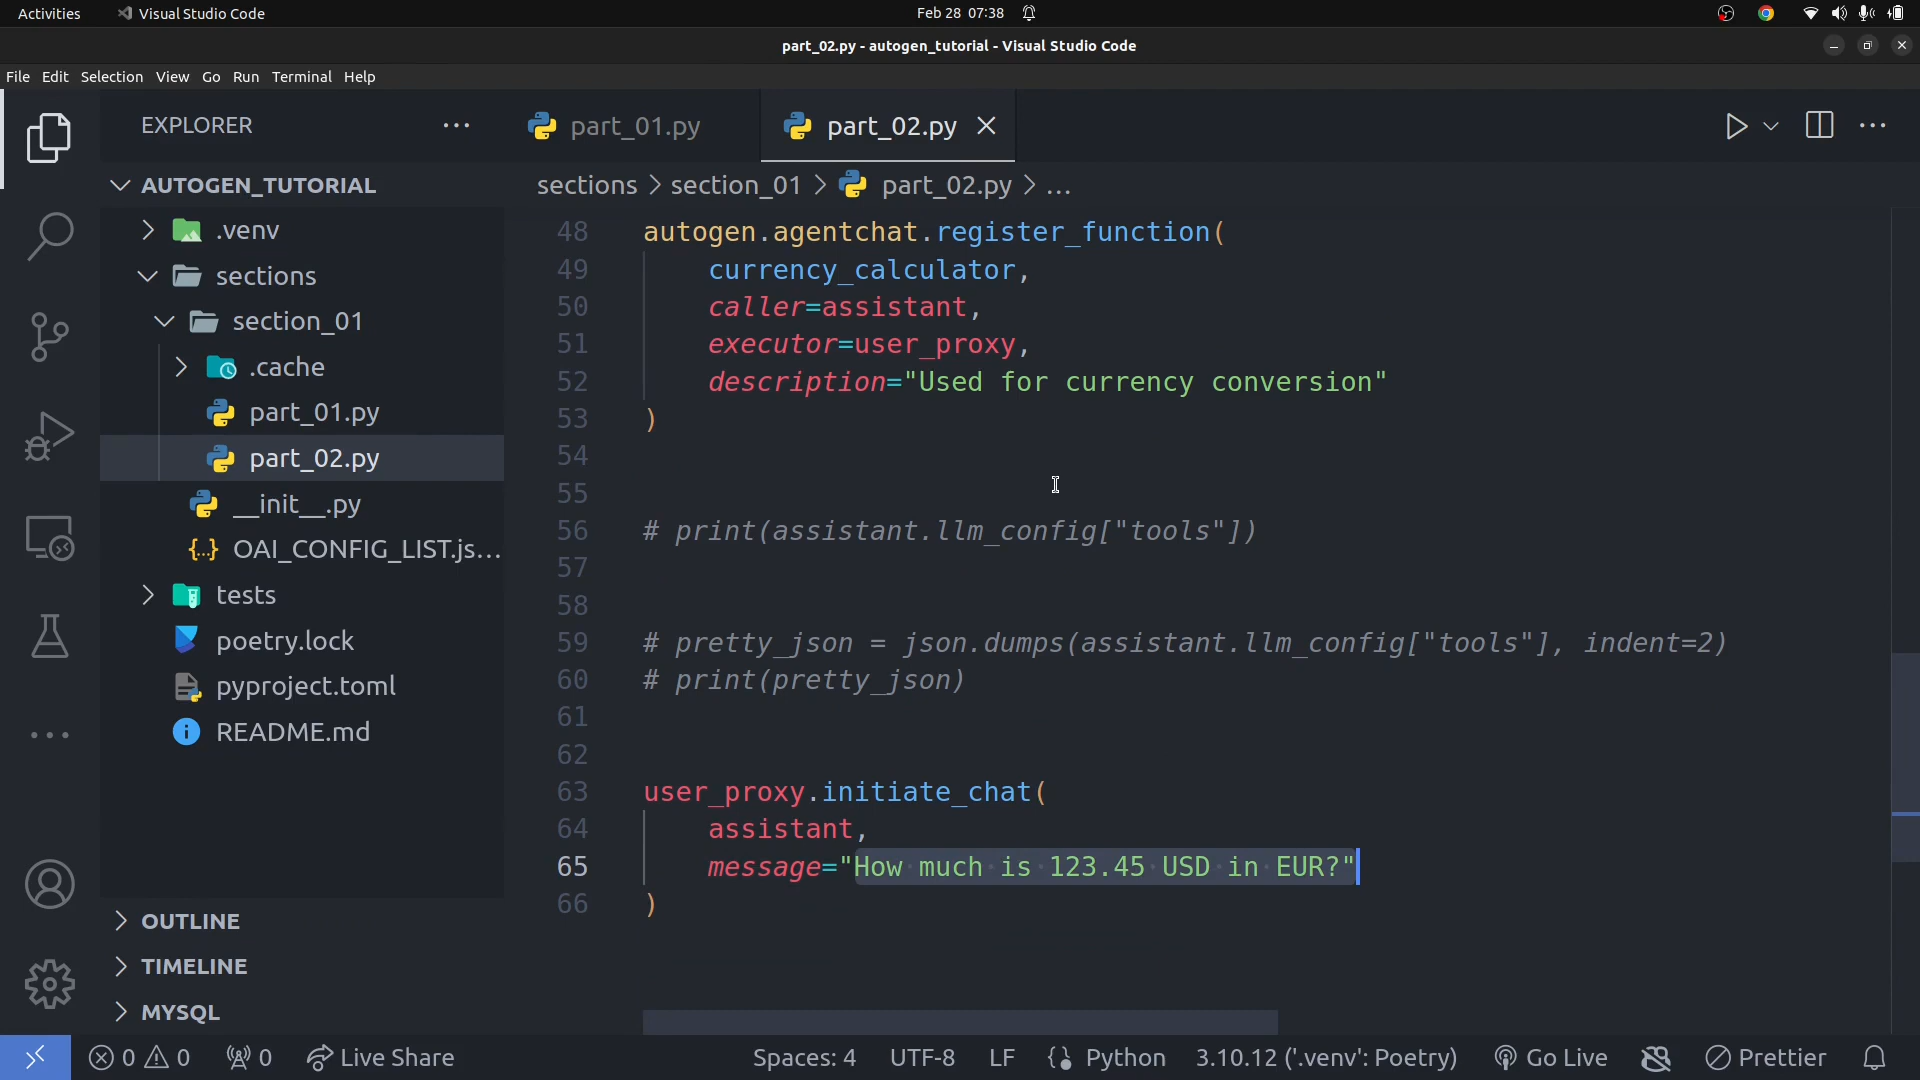 Activities Visual Studio Code Feb 28 07:38
part_02.py - autogen_tutorial - Visual Studio Code
File Edit Selection View Go Run Terminal Help
EXPLORER
AUTOGEN_TUTORIAL
.venv
sections
section_01
.cache
part_01.py
part_02.py
__init__.py
OAI_CONFIG_LIST.js...
tests
poetry.lock
pyproject.toml
README.md
OUTLINE
TIMELINE
MYSQL
part_01.py part_02.py
sections > section_01 > part_02.py > ...
48 autogen.agentchat.register_function(
49 currency_calculator,
50 caller=assistant,
51 executor=user_proxy,
52 description="Used for currency conversion"
53 )
54
55
56 # print(assistant.llm_config["tools"])
57
58
59 # pretty_json = json.dumps(assistant.llm_config["tools"], indent=2)
60 # print(pretty_json)
61
62
63 user_proxy.initiate_chat(
64 assistant,
65 message="How much is 123.45 USD in EUR?"
66 )
0 0 0 Live Share Spaces: 4 UTF-8 LF Python 3.10.12 ('.venv': Poetry) Go Live Prettier